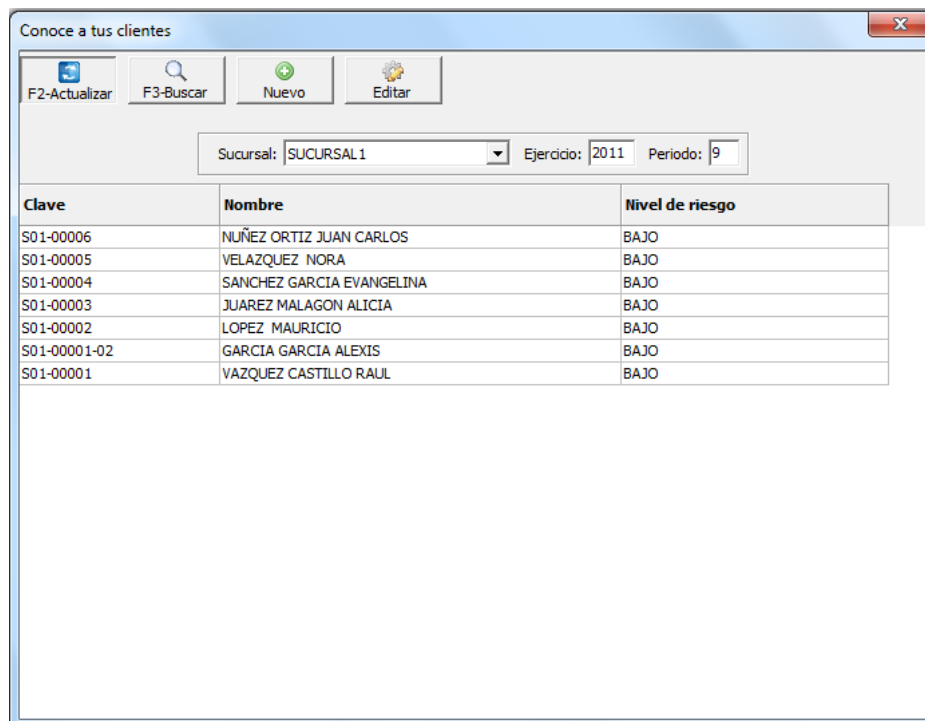 Conoce a tus clientes
F2-Actualizar F3-Buscar Nuevo Editar
Sucursal: SUCURSAL1 Ejercicio: 2011 Periodo: 9
Clave Nombre Nivel de riesgo
S01-00006 NUÑEZ ORTIZ JUAN CARLOS BAJO
S01-00005 VELAZQUEZ NORA BAJO
S01-00004 SANCHEZ GARCIA EVANGELINA BAJO
S01-00003 JUAREZ MALAGON ALICIA BAJO
S01-00002 LOPEZ MAURICIO BAJO
S01-00001-02 GARCIA GARCIA ALEXIS BAJO
S01-00001 VAZQUEZ CASTILLO RAUL BAJO